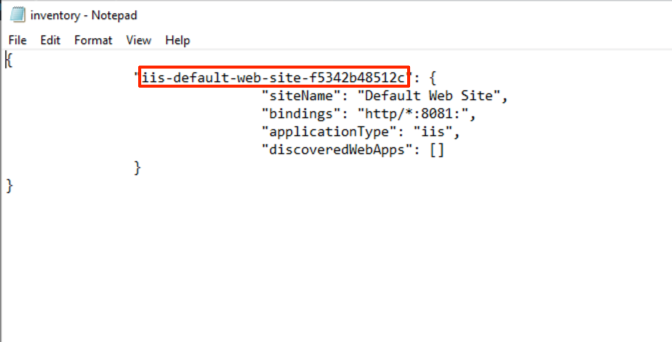 inventory - Notepad
File Edit Format View Help
{
"iis-default-web-site-f5342b48512c": {
"siteName": "Default Web Site",
"bindings": "http/*:8081:",
"applicationType": "iis",
"discoveredWebApps": []
}
}